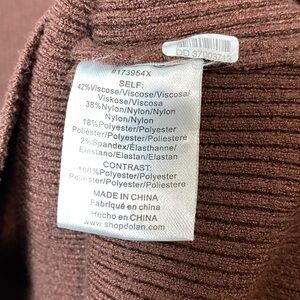 #173954X
SELF:
42%Viscose/Viscose/Viscosa/
Viskose/Viscosa
38%Nylon/Nylon/Nylon/
Nylon/Nylon
18%Polyester/Polyester/
Poliéster/Polyester/Poliestere
2%Spandex/Élasthanne/
Elastano/Elastan/Elastan
CONTRAST:
100%Polyester/Polyester
/Poliéster/Polyester/Poliestere
MADE IN CHINA
Fabriqué en china
Hecho en CHINA
www.shopdolan.com
DD